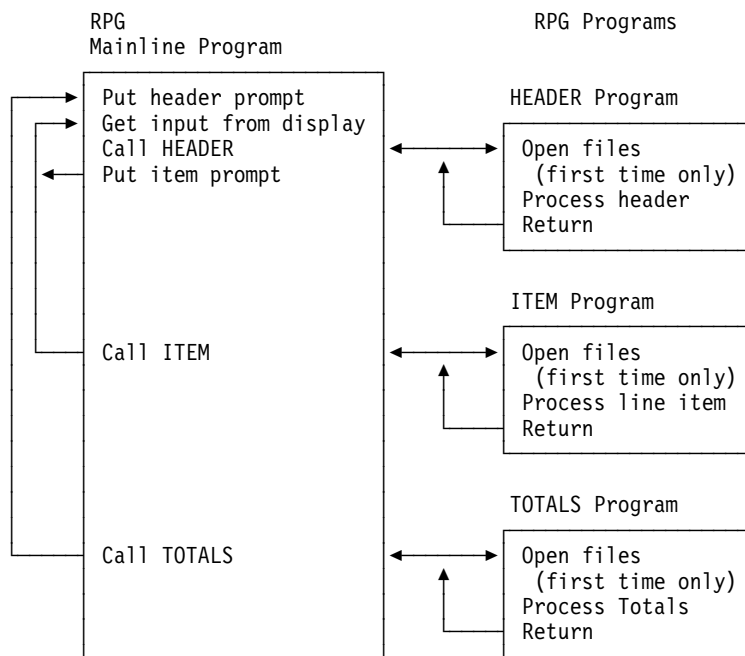 RPG
Mainline Program
RPG Programs
Put header prompt
Get input from display
Call HEADER
Put item prompt
Call ITEM
Call TOTALS
HEADER Program
Open files
(first time only)
Process header
Return
ITEM Program
Open files
(first time only)
Process line item
Return
TOTALS Program
Open files
(first time only)
Process Totals
Return